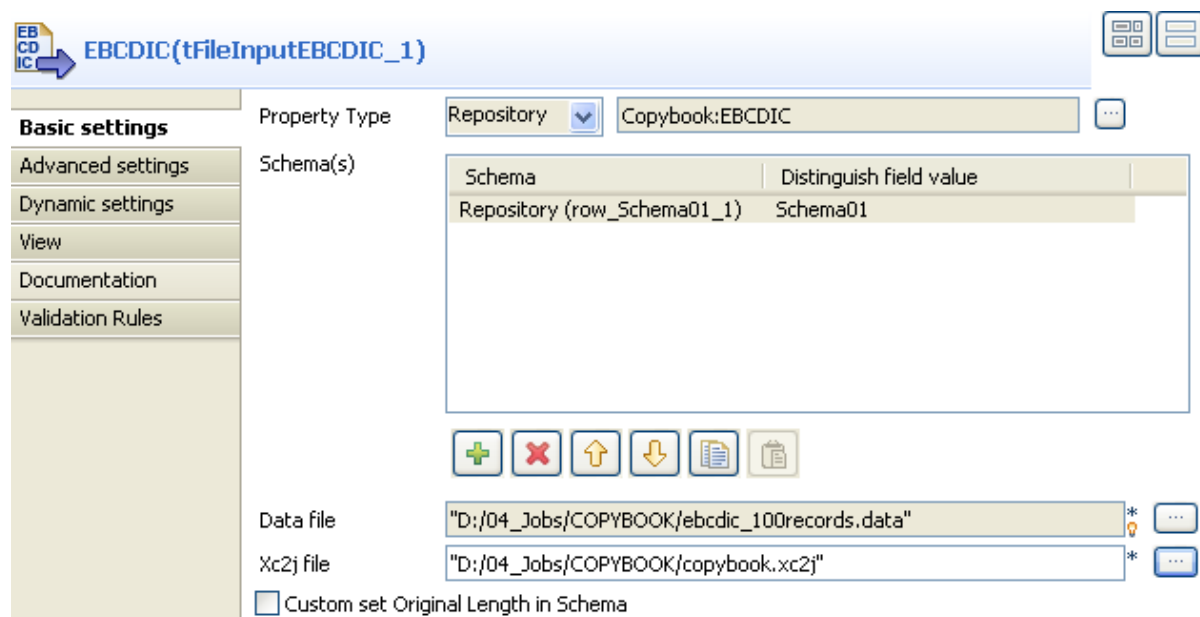 EB
CD
IC
EBCDIC(tFileInputEBCDIC_1)
Basic settings
Advanced settings
Dynamic settings
View
Documentation
Validation Rules
Property Type Repository Copybook:EBCDIC ...
Schema(s)
Schema Distinguish field value
Repository (row_Schema01_1) Schema01
Data file "D:/04_Jobs/COPYBOOK/ebcdic_100records.data" * ...
Xc2j file "D:/04_Jobs/COPYBOOK/copybook.xc2j" * ...
Custom set Original Length in Schema